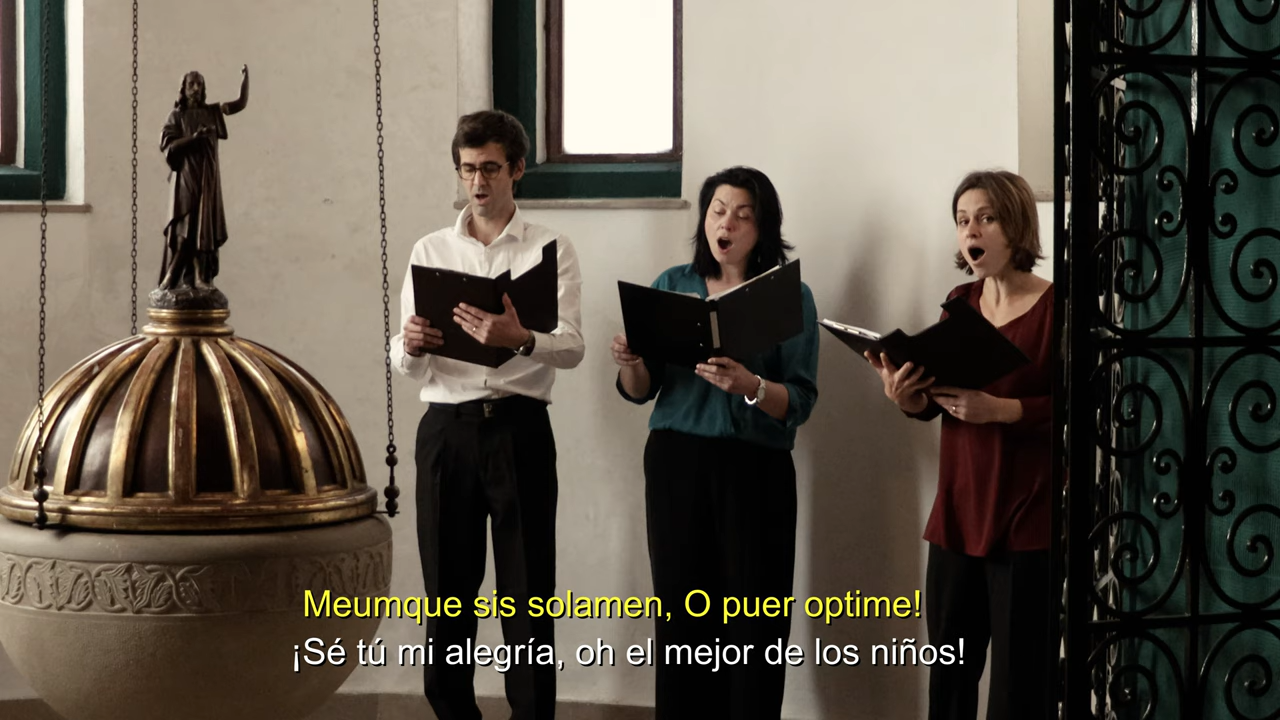 Meumque sis solamen, O puer optime!
¡Sé tú mi alegría, oh el mejor de los niños!